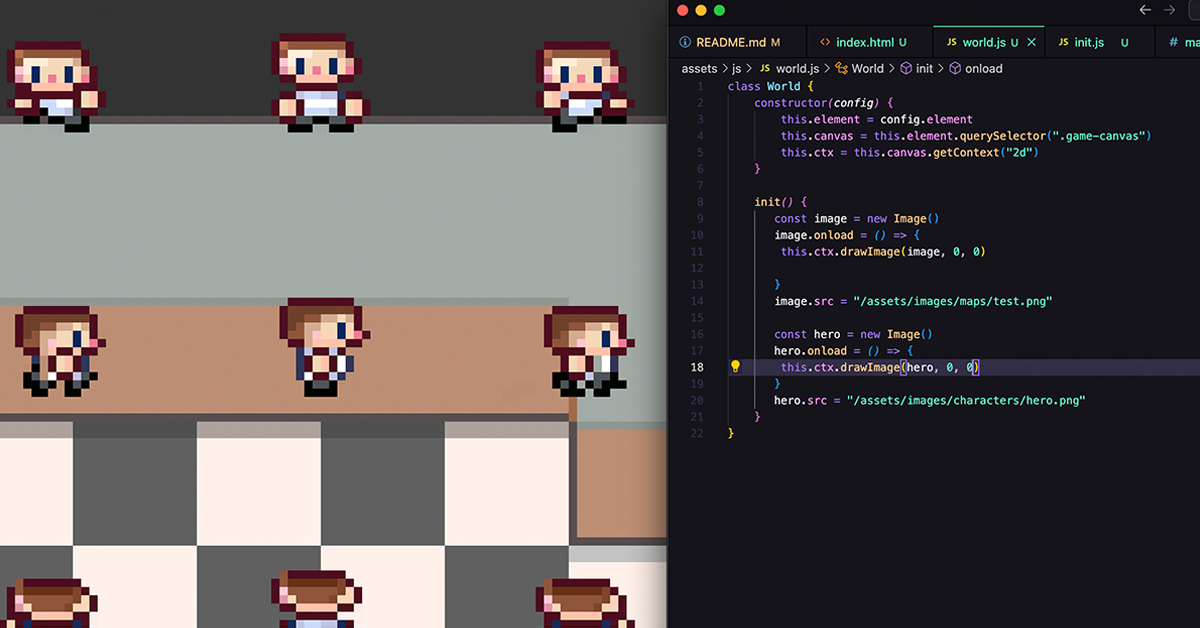 README.md M
index.html U
world.js U
init.js U
assets > js > JS world.js > World > init > onload
1 class World {
2 constructor(config) {
3 this.element = config.element
4 this.canvas = this.element.querySelector(".game-canvas")
5 this.ctx = this.canvas.getContext("2d")
6 }
7
8 init() {
9 const image = new Image()
10 image.onload = () => {
11 this.ctx.drawImage(image, 0, 0)
12
13 }
14 image.src = "/assets/images/maps/test.png"
15
16 const hero = new Image()
17 hero.onload = () => {
18 this.ctx.drawImage(hero, 0, 0)
19 }
20 hero.src = "/assets/images/characters/hero.png"
21 }
22 }